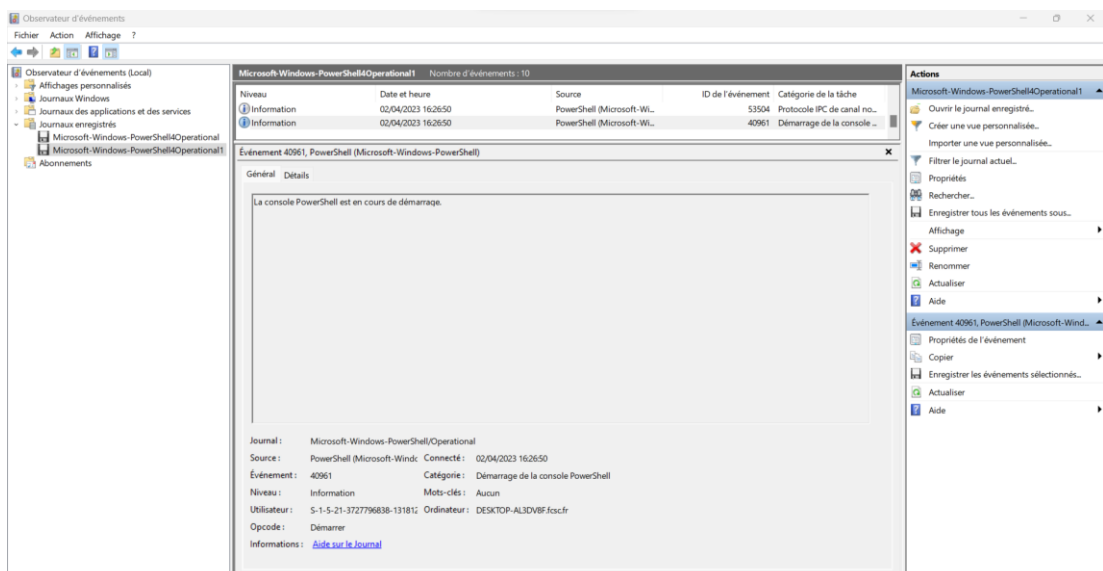 Observateur d'événements
Fichier Action Affichage ?
Observateur d'événements (Local)
Affichages personnalisés
Journaux Windows
Journaux des applications et des services
Journaux enregistrés
Microsoft-Windows-PowerShell4Operational
Microsoft-Windows-PowerShell4Operational1
Abonnements
Microsoft-Windows-PowerShell4Operational1 Nombre d'événements : 10
Niveau Date et heure Source ID de l'événement Catégorie de la tâche
Information 02/04/2023 16:26:50 PowerShell (Microsoft-Wi... 53504 Protocole IPC de canal no...
Information 02/04/2023 16:26:50 PowerShell (Microsoft-Wi... 40961 Démarrage de la console ...
Événement 40961, PowerShell (Microsoft-Windows-PowerShell)
Général Détails
La console PowerShell est en cours de démarrage.
Journal : Microsoft-Windows-PowerShell/Operational
Source : PowerShell (Microsoft-Windo Connecté : 02/04/2023 16:26:50
Événement : 40961 Catégorie : Démarrage de la console PowerShell
Niveau : Information Mots-clés : Aucun
Utilisateur : S-1-5-21-3727796838-131812 Ordinateur : DESKTOP-AL3DVBF.fcsc.fr
Opcode : Démarrer
Informations : Aide sur le Journal
Actions
Microsoft-Windows-PowerShell4Operational1
Ouvrir le journal enregistré...
Créer une vue personnalisée...
Importer une vue personnalisée...
Filtrer le journal actuel...
Propriétés
Rechercher...
Enregistrer tous les événements sous...
Affichage
Supprimer
Renommer
Actualiser
Aide
Événement 40961, PowerShell (Microsoft-Wind...
Propriétés de l'événement
Copier
Enregistrer les événements sélectionnés...
Actualiser
Aide